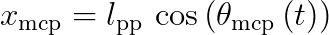 x_mcp = l_pp cos (θ_mcp (t))